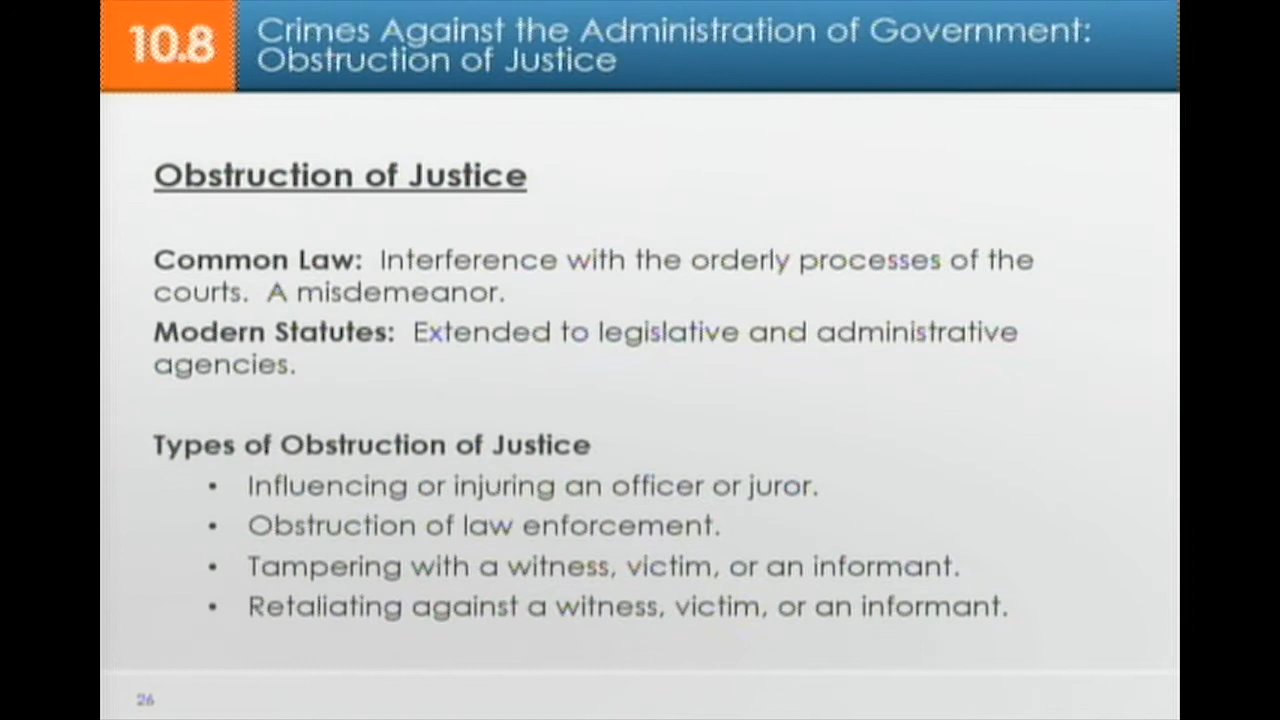 10.8
Crimes Against the Administration of Government:
Obstruction of Justice
Obstruction of Justice
Common Law: Interference with the orderly processes of the
courts. A misdemeanor.
Modern Statutes: Extended to legislative and administrative
agencies.
Types of Obstruction of Justice
• Influencing or injuring an officer or juror.
• Obstruction of law enforcement.
• Tampering with a witness, victim, or an informant.
• Retaliating against a witness, victim, or an informant.
26